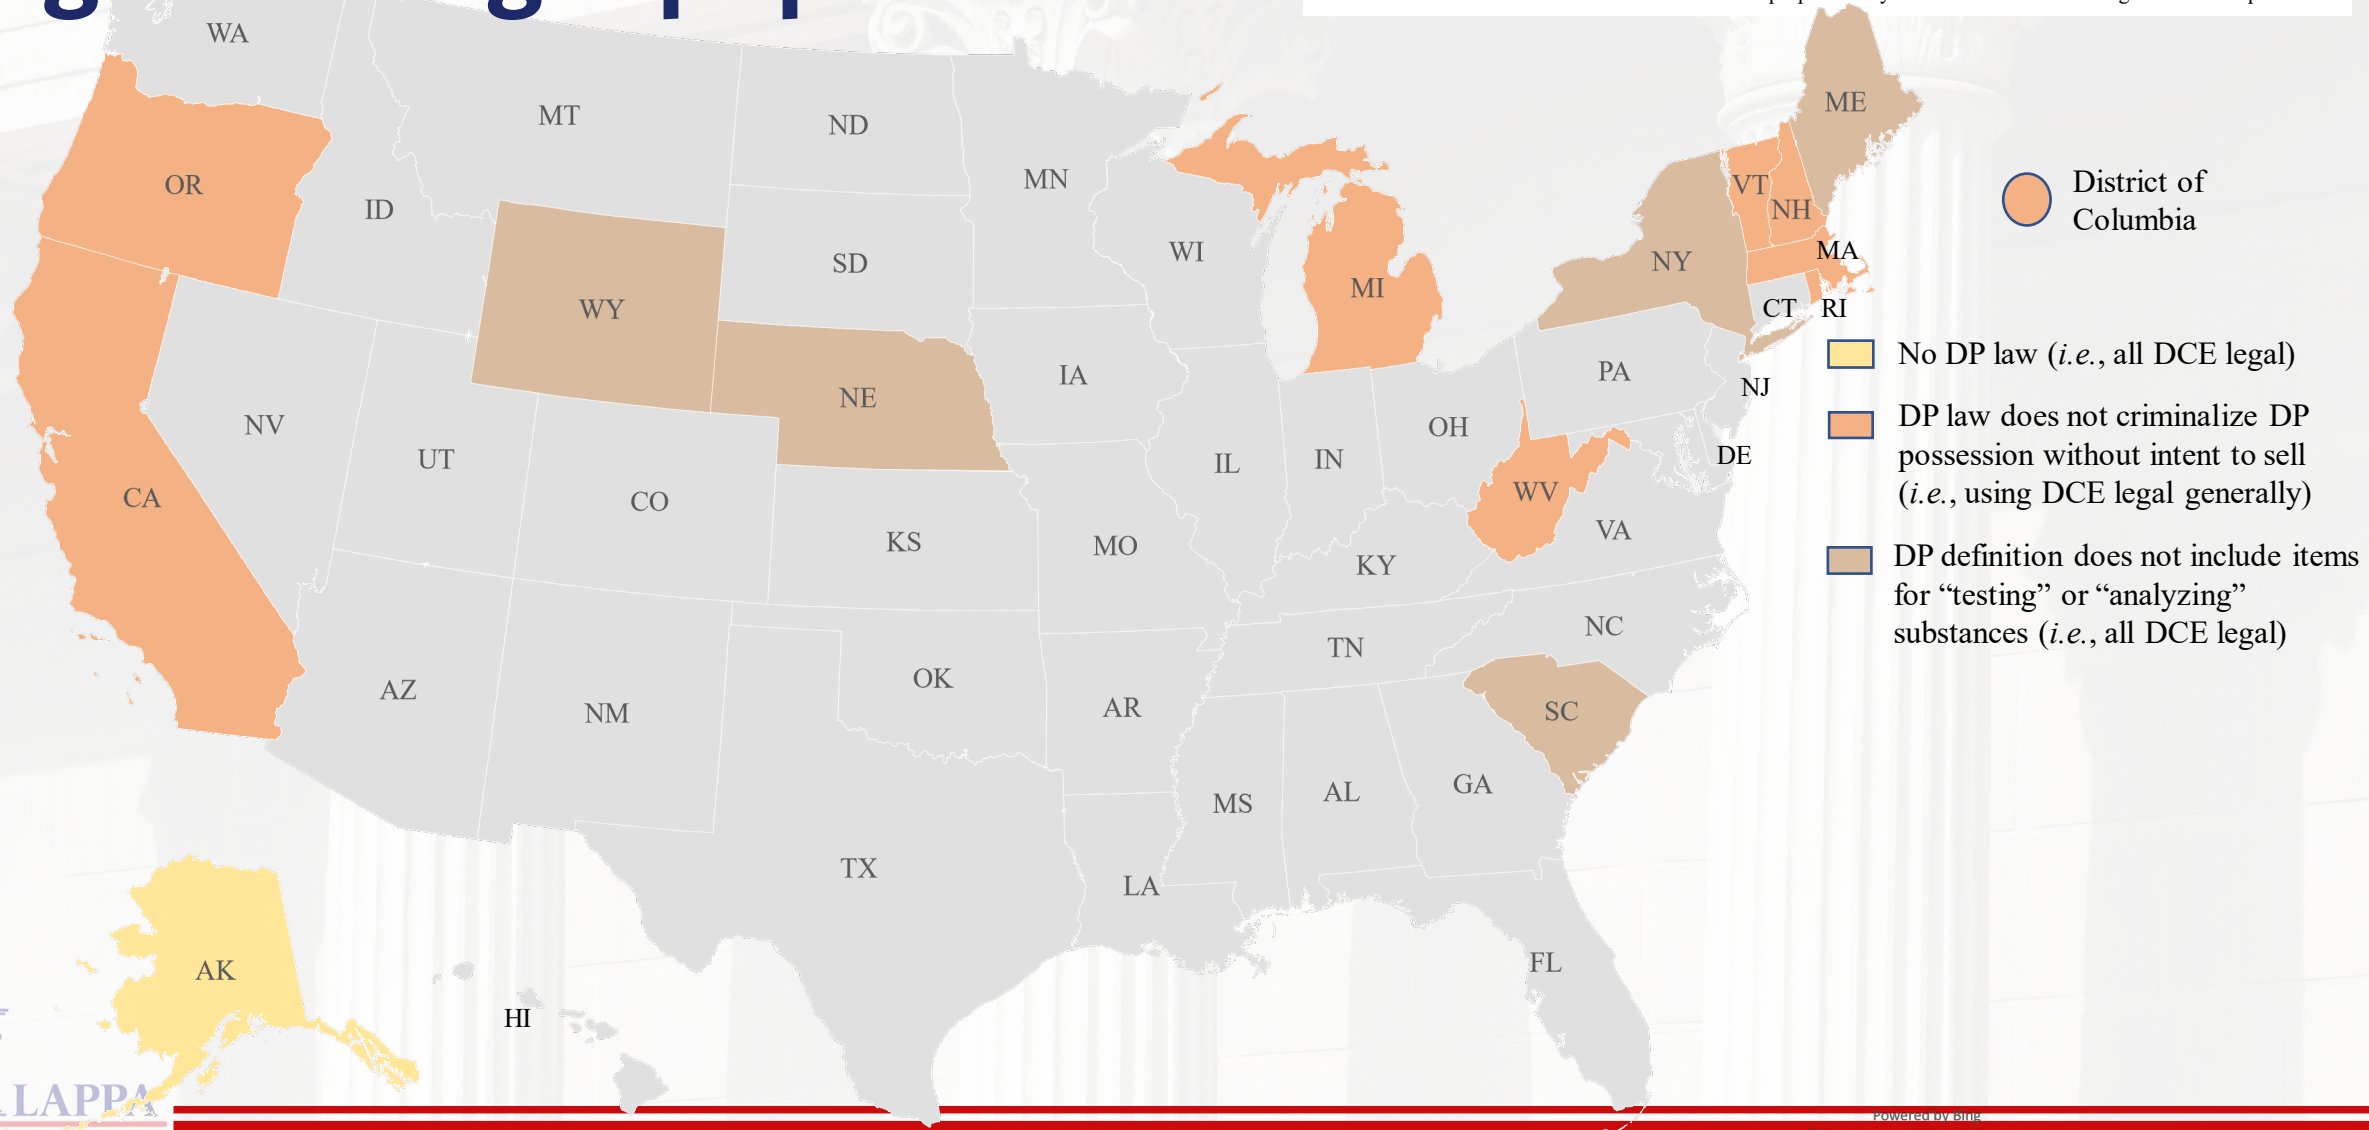 WA
MT
ND
MN
ME
OR
ID
SD
WI
MI
NY
VT
NH
MA
CT
RI
WY
NE
IA
PA
NJ
NV
UT
CO
KS
MO
IL
IN
OH
WV
VA
DE
CA
KY
AZ
NM
OK
AR
TN
NC
SC
MS
AL
GA
TX
LA
FL
AK
HI
District of
Columbia
No DP law (i.e., all DCE legal)
DP law does not criminalize DP
possession without intent to sell
(i.e., using DCE legal generally)
DP definition does not include items
for “testing” or “analyzing”
substances (i.e., all DCE legal)
LAPPA
Powered by Bing